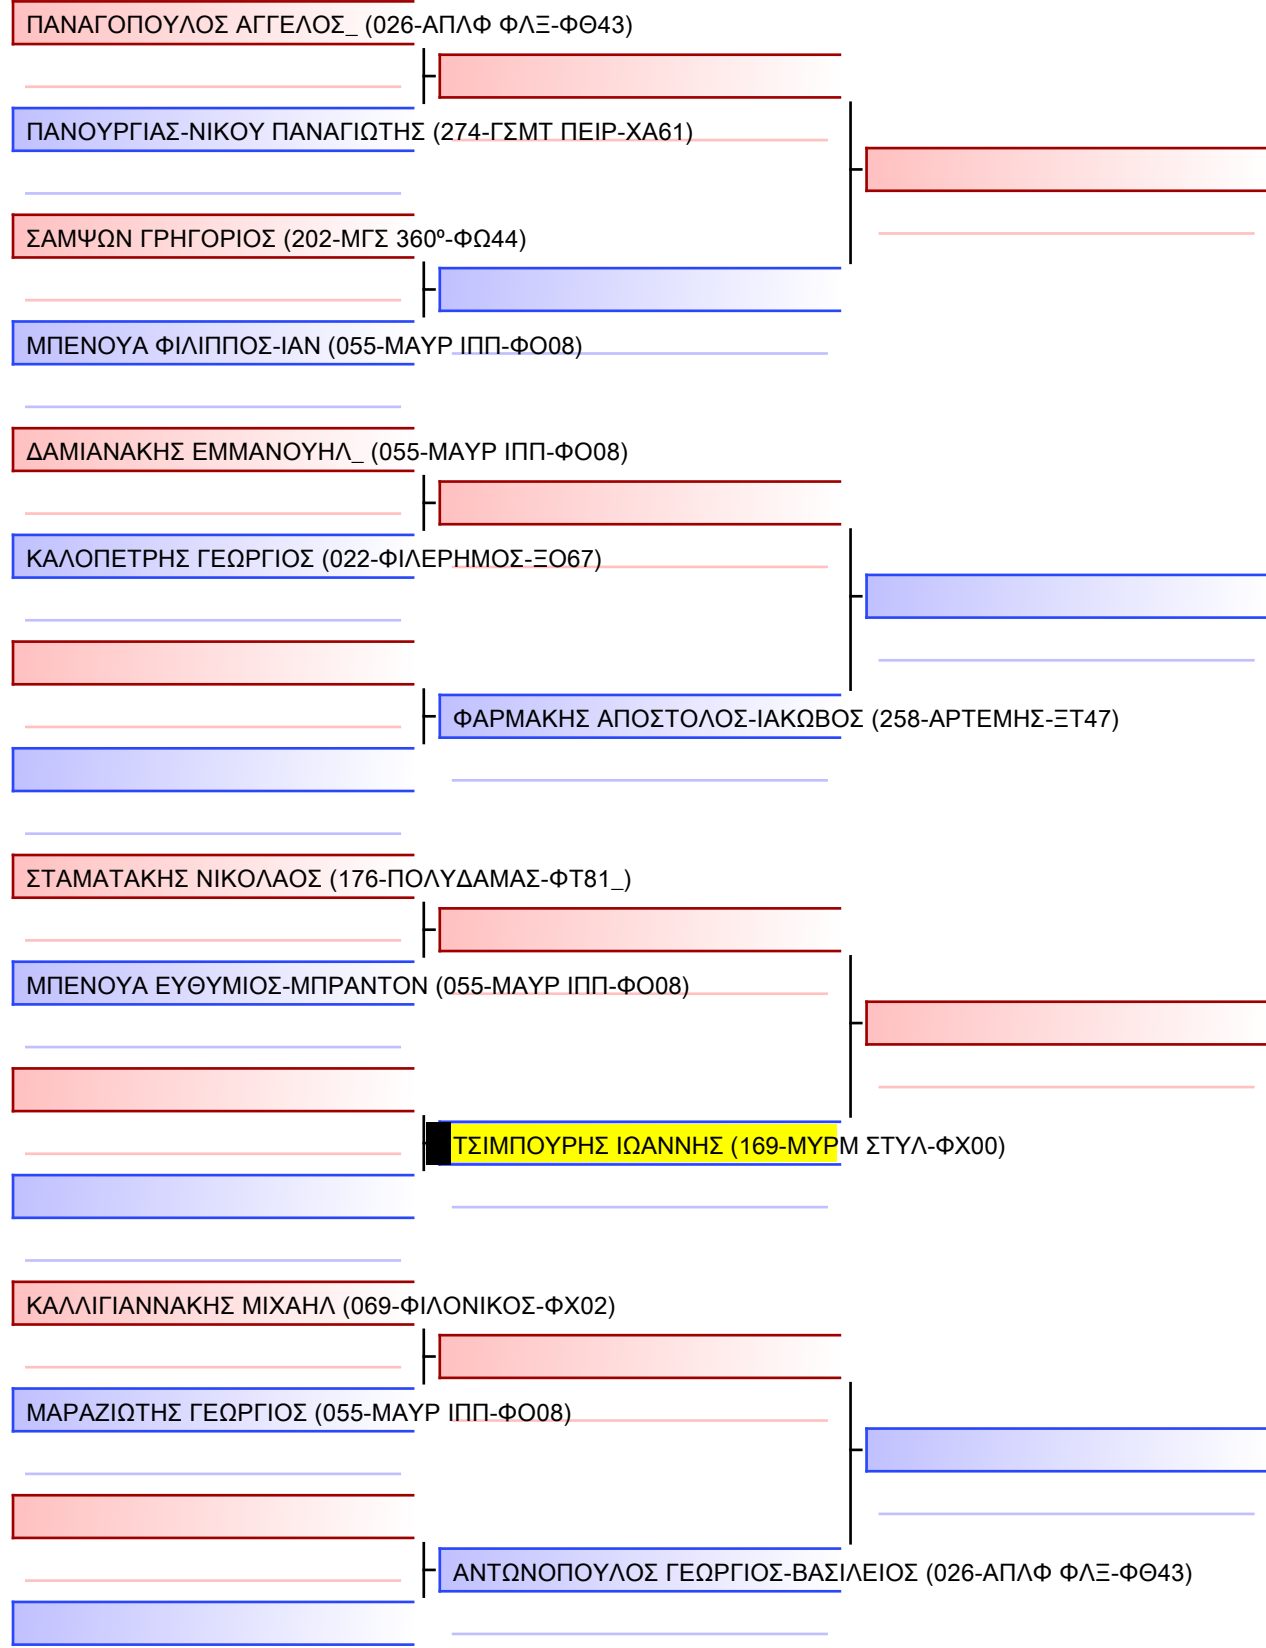 ΠΑΝΑΓΟΠΟΥΛΟΣ ΑΓΓΕΛΟΣ_ (026-ΑΠΛΦ ΦΛΞ-ΦΘ43)
ΠΑΝΟΥΡΓΙΑΣ-ΝΙΚΟΥ ΠΑΝΑΓΙΩΤΗΣ (274-ΓΣΜΤ ΠΕΙΡ-ΧΑ61)
ΣΑΜΨΩΝ ΓΡΗΓΟΡΙΟΣ (202-ΜΓΣ 360º-ΦΩ44)
ΜΠΕΝΟΥΑ ΦΙΛΙΠΠΟΣ-ΙΑΝ (055-ΜΑΥΡ ΙΠΠ-ΦΟ08)
ΔΑΜΙΑΝΑΚΗΣ ΕΜΜΑΝΟΥΗΛ_ (055-ΜΑΥΡ ΙΠΠ-ΦΟ08)
ΚΑΛΟΠΕΤΡΗΣ ΓΕΩΡΓΙΟΣ (022-ΦΙΛΕΡΗΜΟΣ-ΞΟ67)
ΦΑΡΜΑΚΗΣ ΑΠΟΣΤΟΛΟΣ-ΙΑΚΩΒΟΣ (258-ΑΡΤΕΜΗΣ-ΞΤ47)
ΣΤΑΜΑΤΑΚΗΣ ΝΙΚΟΛΑΟΣ (176-ΠΟΛΥΔΑΜΑΣ-ΦΤ81_)
ΜΠΕΝΟΥΑ ΕΥΘΥΜΙΟΣ-ΜΠΡΑΝΤΟΝ (055-ΜΑΥΡ ΙΠΠ-ΦΟ08)
ΤΣΙΜΠΟΥΡΗΣ ΙΩΑΝΝΗΣ (169-ΜΥΡΜ ΣΤΥΛ-ΦΧ00)
ΚΑΛΛΙΓΙΑΝΝΑΚΗΣ ΜΙΧΑΗΛ (069-ΦΙΛΟΝΙΚΟΣ-ΦΧ02)
ΜΑΡΑΖΙΩΤΗΣ ΓΕΩΡΓΙΟΣ (055-ΜΑΥΡ ΙΠΠ-ΦΟ08)
ΑΝΤΩΝΟΠΟΥΛΟΣ ΓΕΩΡΓΙΟΣ-ΒΑΣΙΛΕΙΟΣ (026-ΑΠΛΦ ΦΛΞ-ΦΘ43)